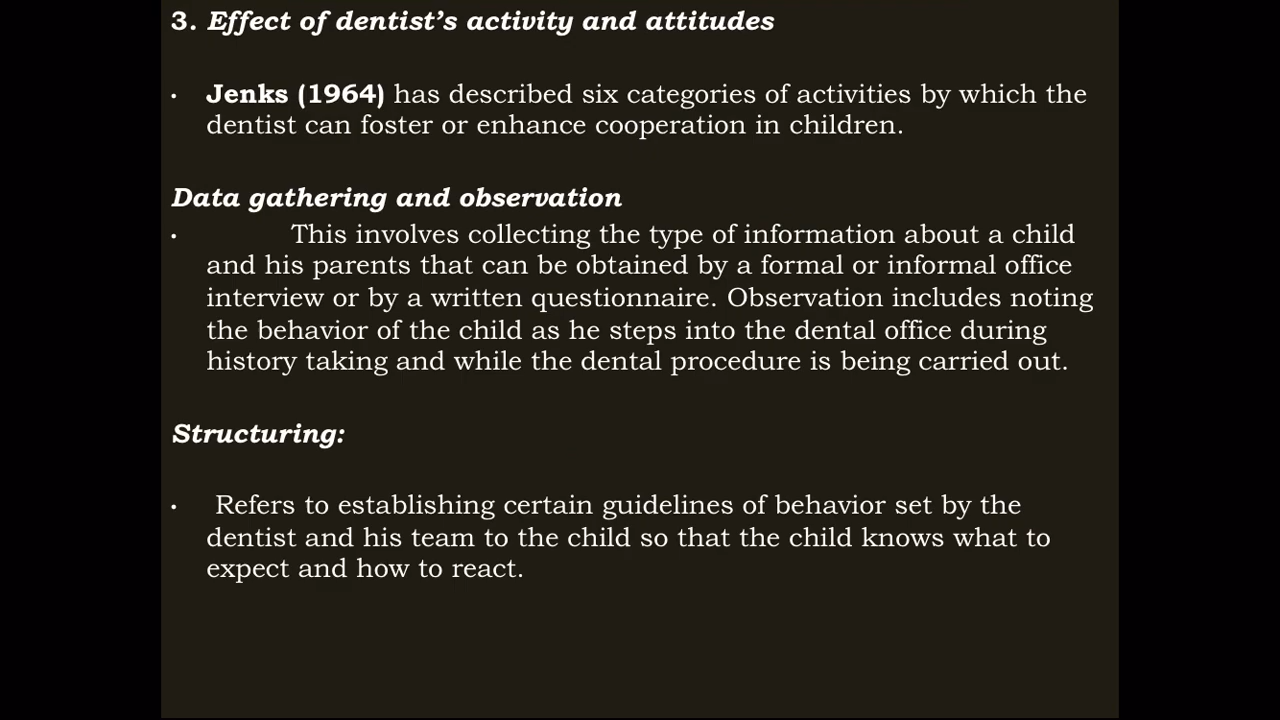 3. Effect of dentist’s activity and attitudes
• Jenks (1964) has described six categories of activities by which the
dentist can foster or enhance cooperation in children.
Data gathering and observation
• This involves collecting the type of information about a child
and his parents that can be obtained by a formal or informal office
interview or by a written questionnaire. Observation includes noting
the behavior of the child as he steps into the dental office during
history taking and while the dental procedure is being carried out.
Structuring:
• Refers to establishing certain guidelines of behavior set by the
dentist and his team to the child so that the child knows what to
expect and how to react.